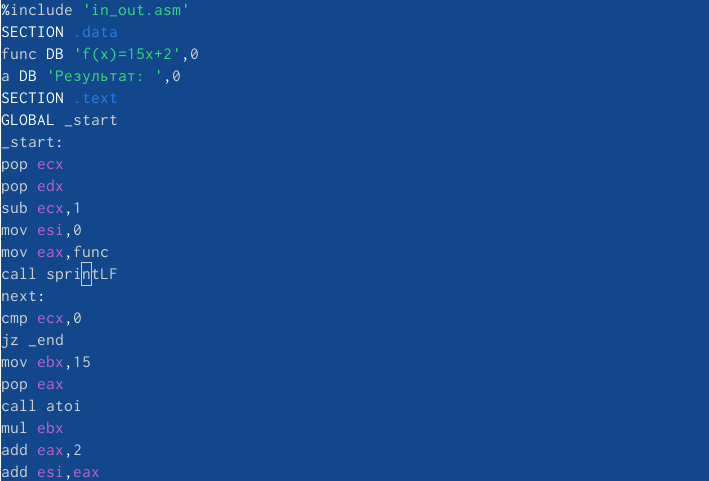 %include 'in_out.asm'
SECTION .data
func DB 'f(x)=15x+2',0
a DB 'Результат: ',0
SECTION .text
GLOBAL _start
_start:
pop ecx
pop edx
sub ecx,1
mov esi,0
mov eax,func
call sprintLF
next:
cmp ecx,0
jz _end
mov ebx,15
pop eax
call atoi
mul ebx
add eax,2
add esi,eax